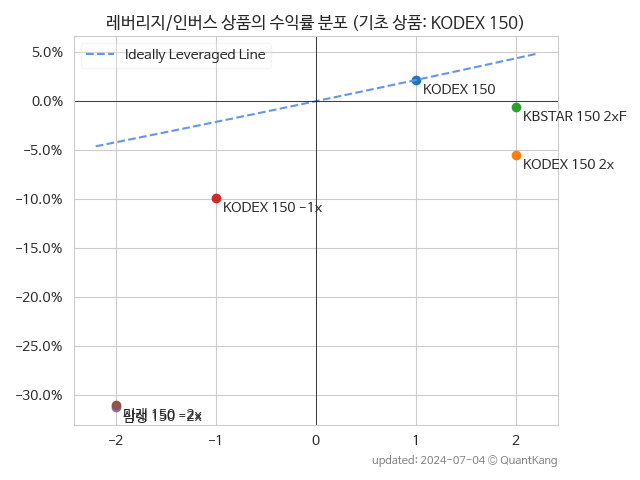 레버리지/인버스 상품의 수익률 분포 (기초 상품: KODEX 150)
5.0%
Ideally Leveraged Line
KODEX 150
0.0%
KBSTAR 150 2xF
−5.0%
KODEX 150 2x
−10.0%
KODEX 150 −1x
−15.0%
−20.0%
−25.0%
−30.0%
150 −2x
150 −2x
−2 −1 0 1 2
updated: 2024-07-04 © QuantKang